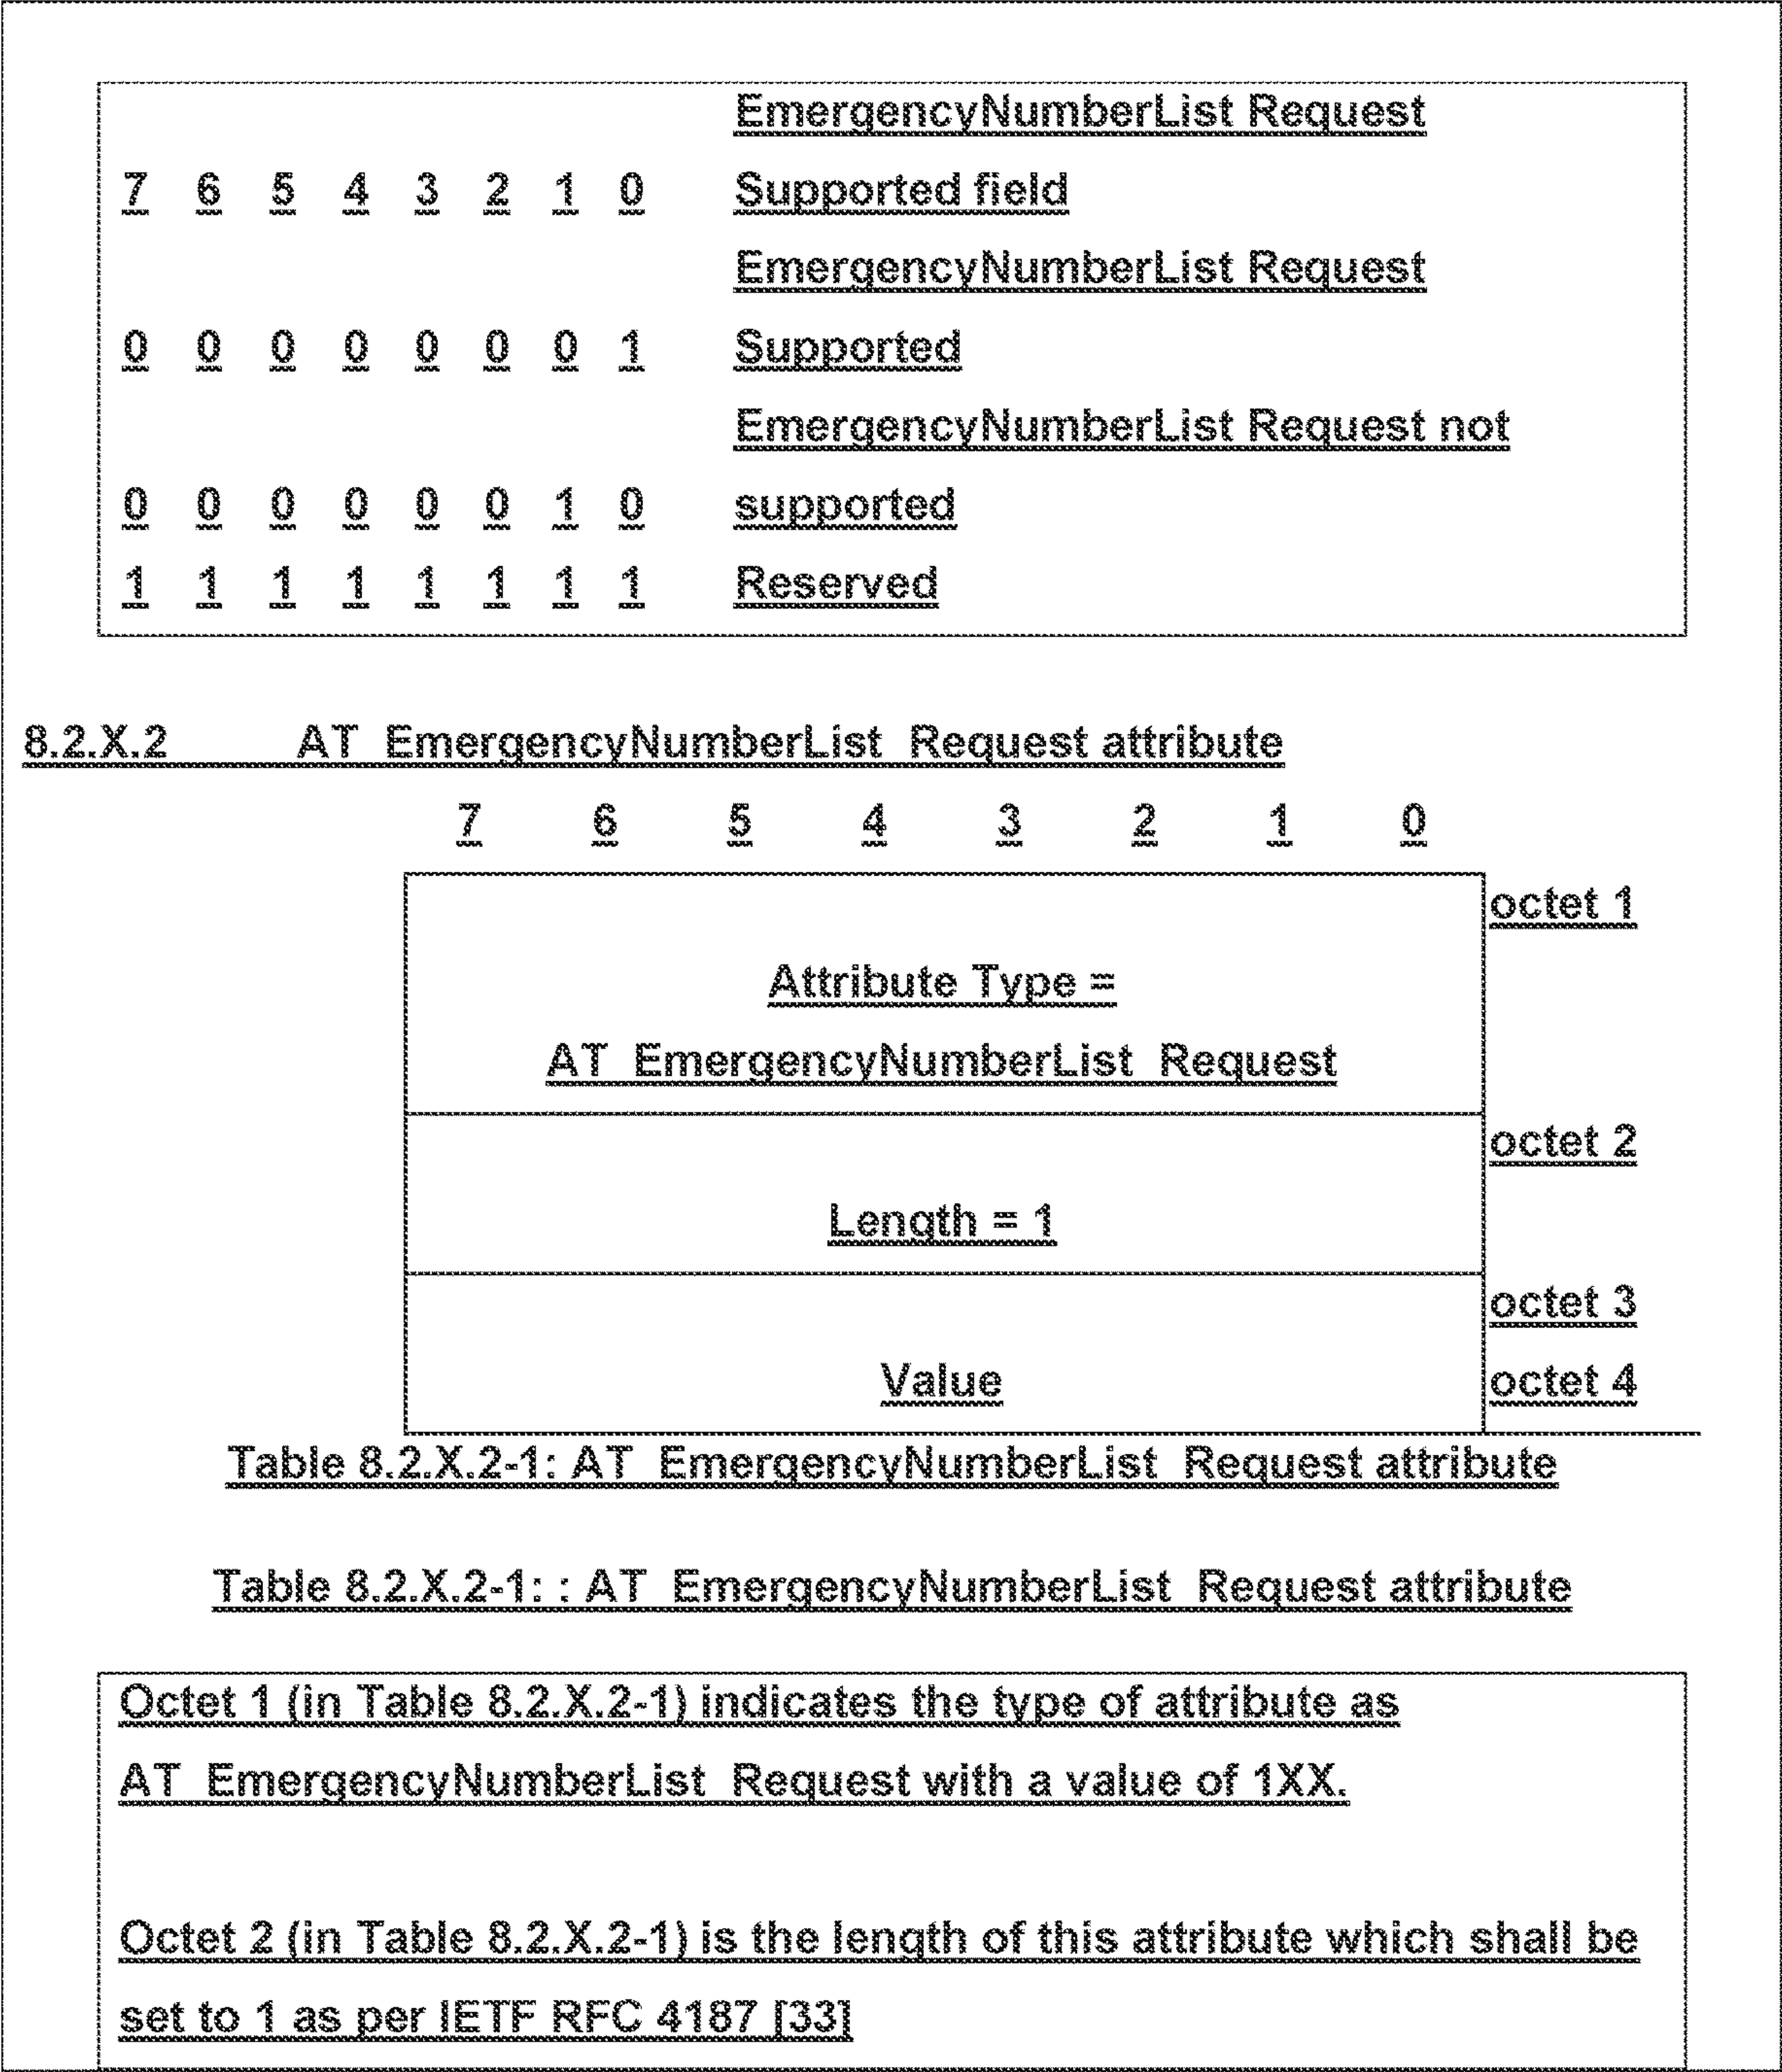 EmergencyNumberList Request
7 6 5 4 3 2 1 0 Supported field
EmergencyNumberList Request
0 0 0 0 0 0 0 1 Supported
EmergencyNumberList Request not
0 0 0 0 0 0 1 0 supported
1 1 1 1 1 1 1 1 Reserved
8.2.X.2 AT_EmergencyNumberList_Request attribute
7 6 5 4 3 2 1 0
octet 1
Attribute Type =
AT_EmergencyNumberList_Request
octet 2
Length = 1
octet 3
Value octet 4
Table 8.2.X.2-1: AT_EmergencyNumberList_Request attribute
Table 8.2.X.2-1: : AT_EmergencyNumberList_Request attribute
Octet 1 (in Table 8.2.X.2-1) indicates the type of attribute as
AT_EmergencyNumberList_Request with a value of 1XX.
Octet 2 (in Table 8.2.X.2-1) is the length of this attribute which shall be
set to 1 as per IETF RFC 4187 [33]